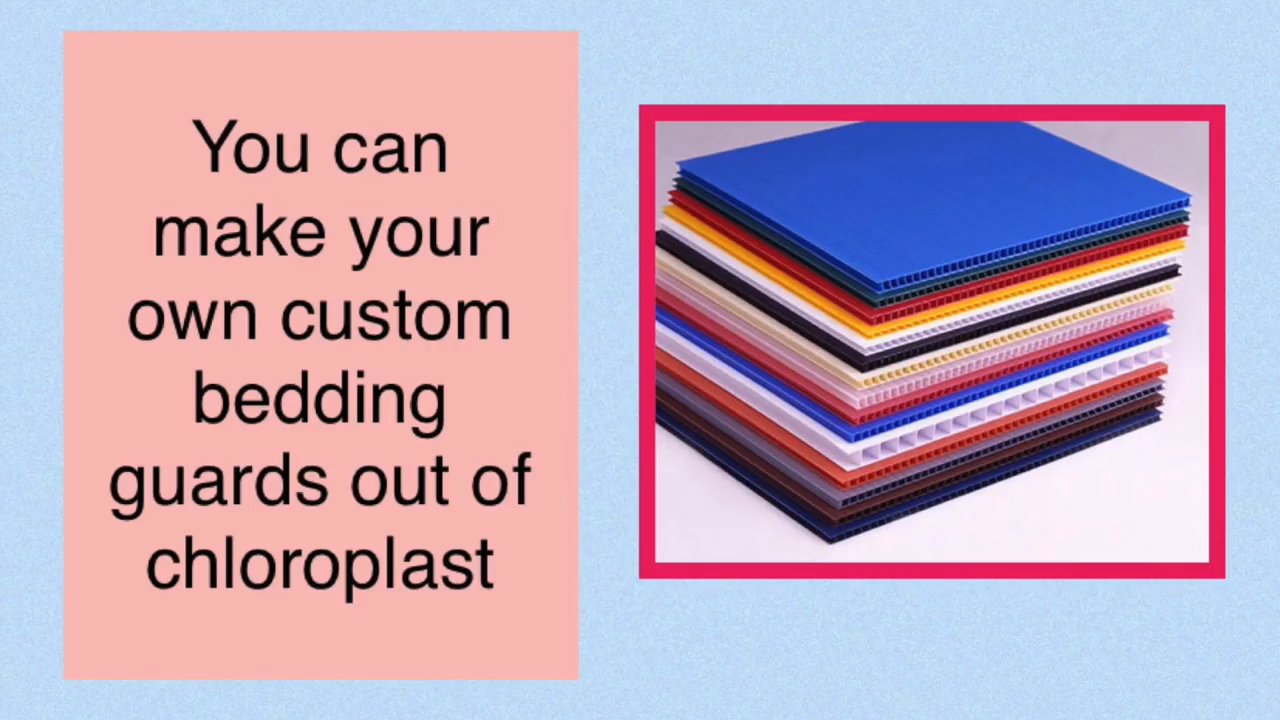 You can
make your
own custom
bedding
guards out of
chloroplast